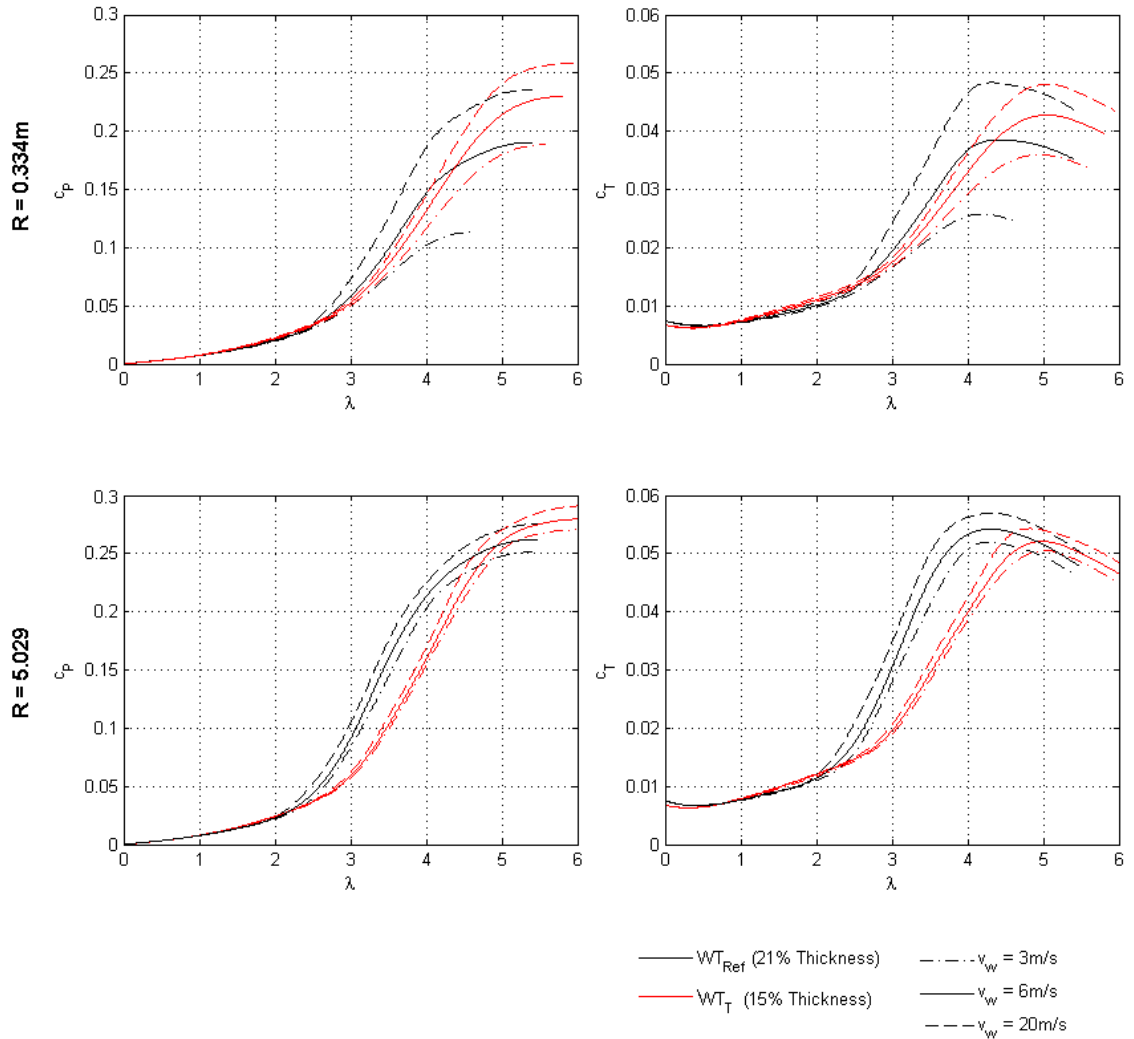 0.3
0.25
0.2
0.15
0.1
0.05
0
c_P
R = 0.334m
0 1 2 3 4 5 6
λ
0.06
0.05
0.04
0.03
0.02
0.01
0
c_T
0 1 2 3 4 5 6
λ
0.3
0.25
0.2
0.15
0.1
0.05
0
c_P
R = 5.029
0 1 2 3 4 5 6
λ
0.06
0.05
0.04
0.03
0.02
0.01
0
c_T
0 1 2 3 4 5 6
λ
WT_Ref (21% Thickness)
WT_T (15% Thickness)
v_w = 3m/s
v_w = 6m/s
v_w = 20m/s